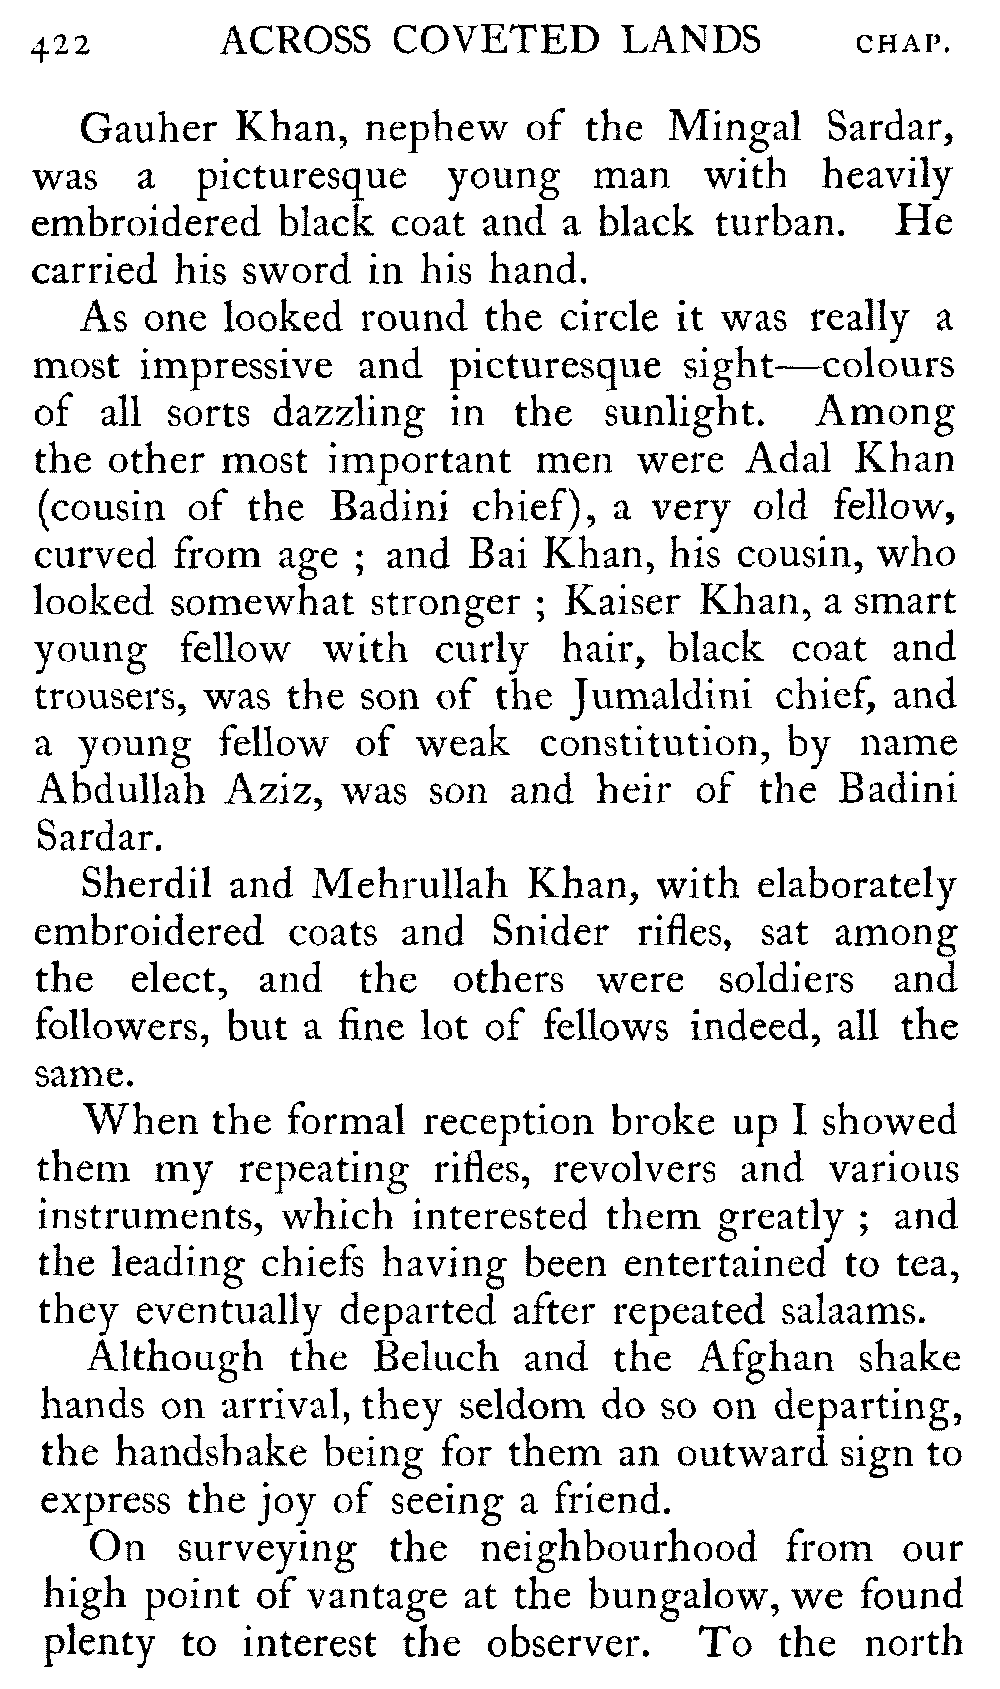 422 ACROSS COVETED LANDS CHAP.
Gauher Khan, nephew of the Mingal Sardar,
was a picturesque young man with heavily
embroidered black coat and a black turban. He
carried his sword in his hand.
As one looked round the circle it was really a
most impressive and picturesque sight—colours
of all sorts dazzling in the sunlight. Among
the other most important men were Adal Khan
(cousin of the Badini chief), a very old fellow,
curved from age ; and Bai Khan, his cousin, who
looked somewhat stronger ; Kaiser Khan, a smart
young fellow with curly hair, black coat and
trousers, was the son of the Jumaldini chief, and
a young fellow of weak constitution, by name
Abdullah Aziz, was son and heir of the Badini
Sardar.
Sherdil and Mehrullah Khan, with elaborately
embroidered coats and Snider rifles, sat among
the elect, and the others were soldiers and
followers, but a fine lot of fellows indeed, all the
same.
When the formal reception broke up I showed
them my repeating rifles, revolvers and various
instruments, which interested them greatly ; and
the leading chiefs having been entertained to tea,
they eventually departed after repeated salaams.
Although the Beluch and the Afghan shake
hands on arrival, they seldom do so on departing,
the handshake being for them an outward sign to
express the joy of seeing a friend.
On surveying the neighbourhood from our
high point of vantage at the bungalow, we found
plenty to interest the observer. To the north